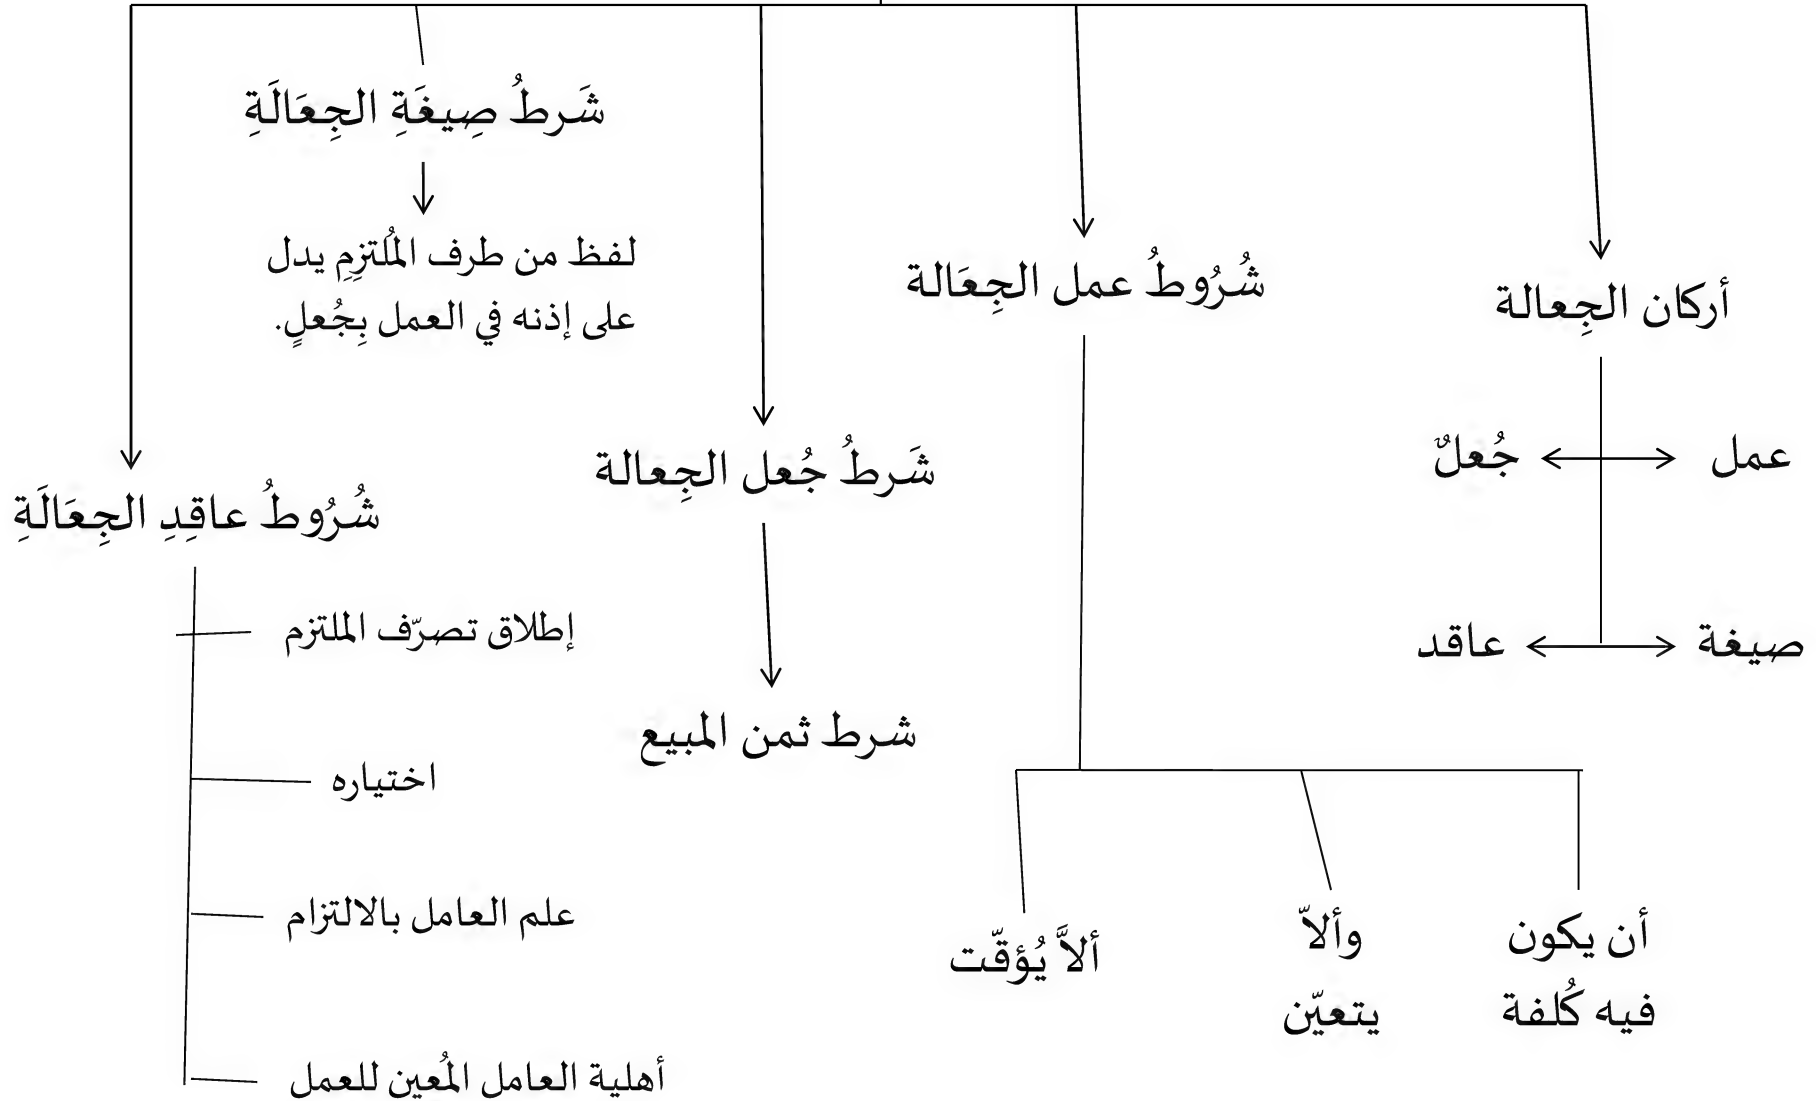 أركان الجِعالة
عمل
جُعلٌ
صيغة
عاقد
شُرُوطُ عمل الجِعَالة
أن يكون
فيه كُلفة
وألاّ
يتعيّن
ألاَّ يُؤقّت
شَرطُ جُعل الجِعالة
شرط ثمن المبيع
شَرطُ صِيغَةِ الجِعَالَةِ
لفظ من طرف المُلتزِمِ يدل
على إذنه في العمل بِجُعلٍ.
شُرُوطُ عاقِدِ الجِعَالَةِ
إطلاق تصرّف الملتزم
اختياره
علم العامل بالالتزام
أهلية العامل المُعين للعمل